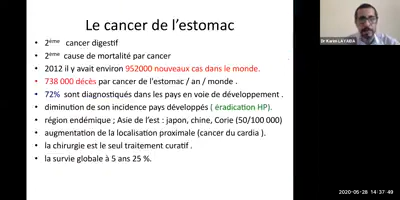 Le cancer de l'estomac
• 2ème cancer digestif
• 2ème cause de mortalité par cancer
• 2012 il y avait environ 952000 nouveaux cas dans le monde.
• 738 000 décès par cancer de l'estomac / an / monde .
• 72% sont diagnostiqués dans les pays en voie de développement .
• diminution de son incidence pays développés ( éradication HP).
• région endémique ; Asie de l'est : japon, chine, Corie (50/100 000)
• augmentation de la localisation proximale (cancer du cardia ).
• la chirurgie est le seul traitement curatif .
• la survie globale à 5 ans 25 %.
Dr Karim LAYADIA
2020-05-28 14:37:49